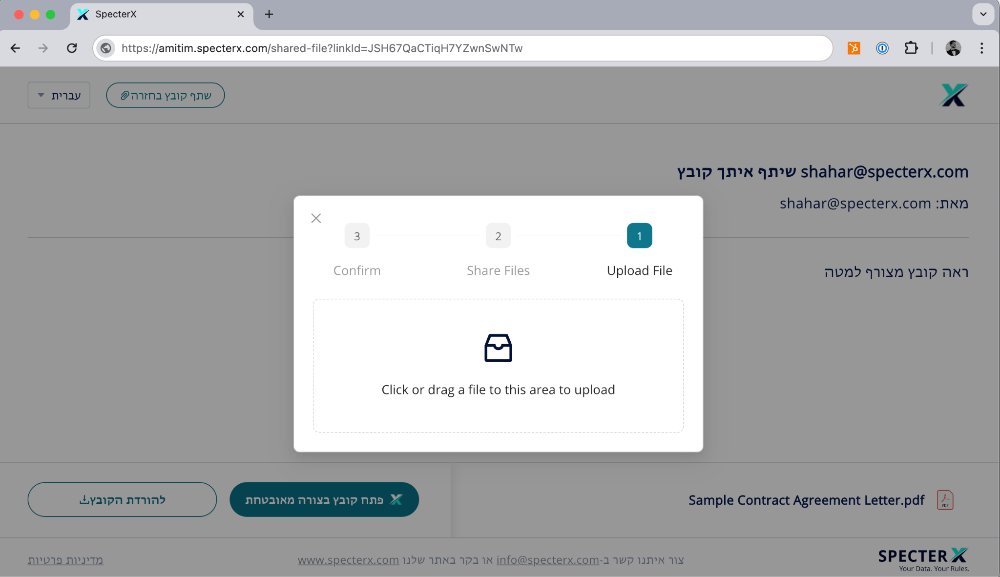 SpecterX
https://amitim.specterx.com/shared-file?linkId=JSH67QaCTiqH7YZwnSwNTw
שתף קובץ בחזרה
עברית
shahar@specterx.com שיתף איתך קובץ
מאת: shahar@specterx.com
ראה קובץ מצורף למטה
1
2
3
Upload File
Share Files
Confirm
Click or drag a file to this area to upload
PDF
Sample Contract Agreement Letter.pdf
פתח קובץ בצורה מאובטחת
להורדת הקובץ
SPECTERX
Your Data. Your Rules.
צור איתנו קשר ב-info@specterx.com או בקר באתר שלנו www.specterx.com
מדיניות פרטיות